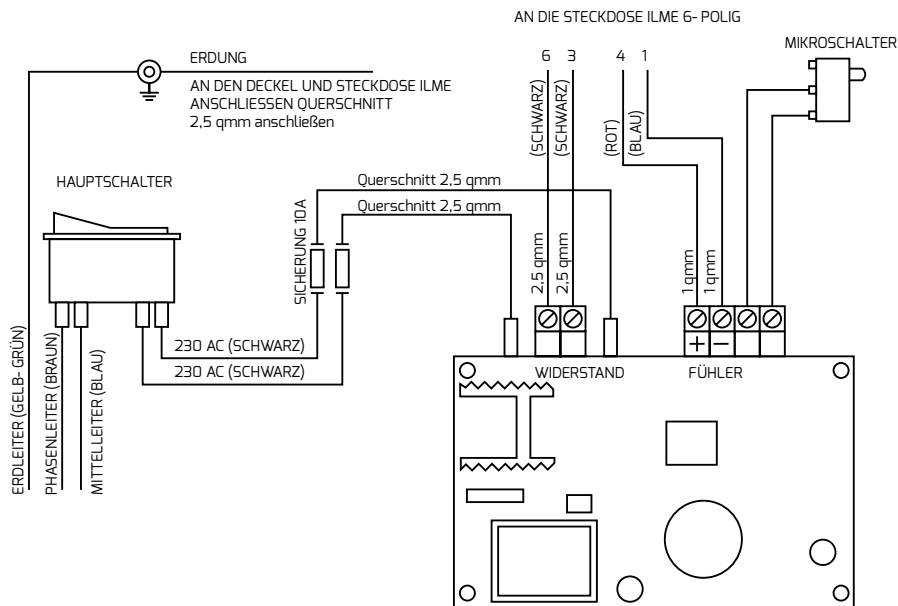 AN DIE STECKDOSE ILME 6- POLIG
MIKROSCHALTER
ERDUNG
AN DEN DECKEL UND STECKDOSE ILME
ANSCHLIESSEN QUERSCHNITT
2,5 qmm anschließen
6 3 4 1
(SCHWARZ)
(SCHWARZ)
(ROT)
(BLAU)
HAUPTSCHALTER
Querschnitt 2,5 qmm
Querschnitt 2,5 qmm
SICHERUNG 10A
2,5 qmm
2,5 qmm
1 qmm
1 qmm
230 AC (SCHWARZ)
230 AC (SCHWARZ)
+ −
WIDERSTAND
FÜHLER
ERDLEITER (GELB- GRÜN)
PHASENLEITER (BRAUN)
MITTELLEITER (BLAU)